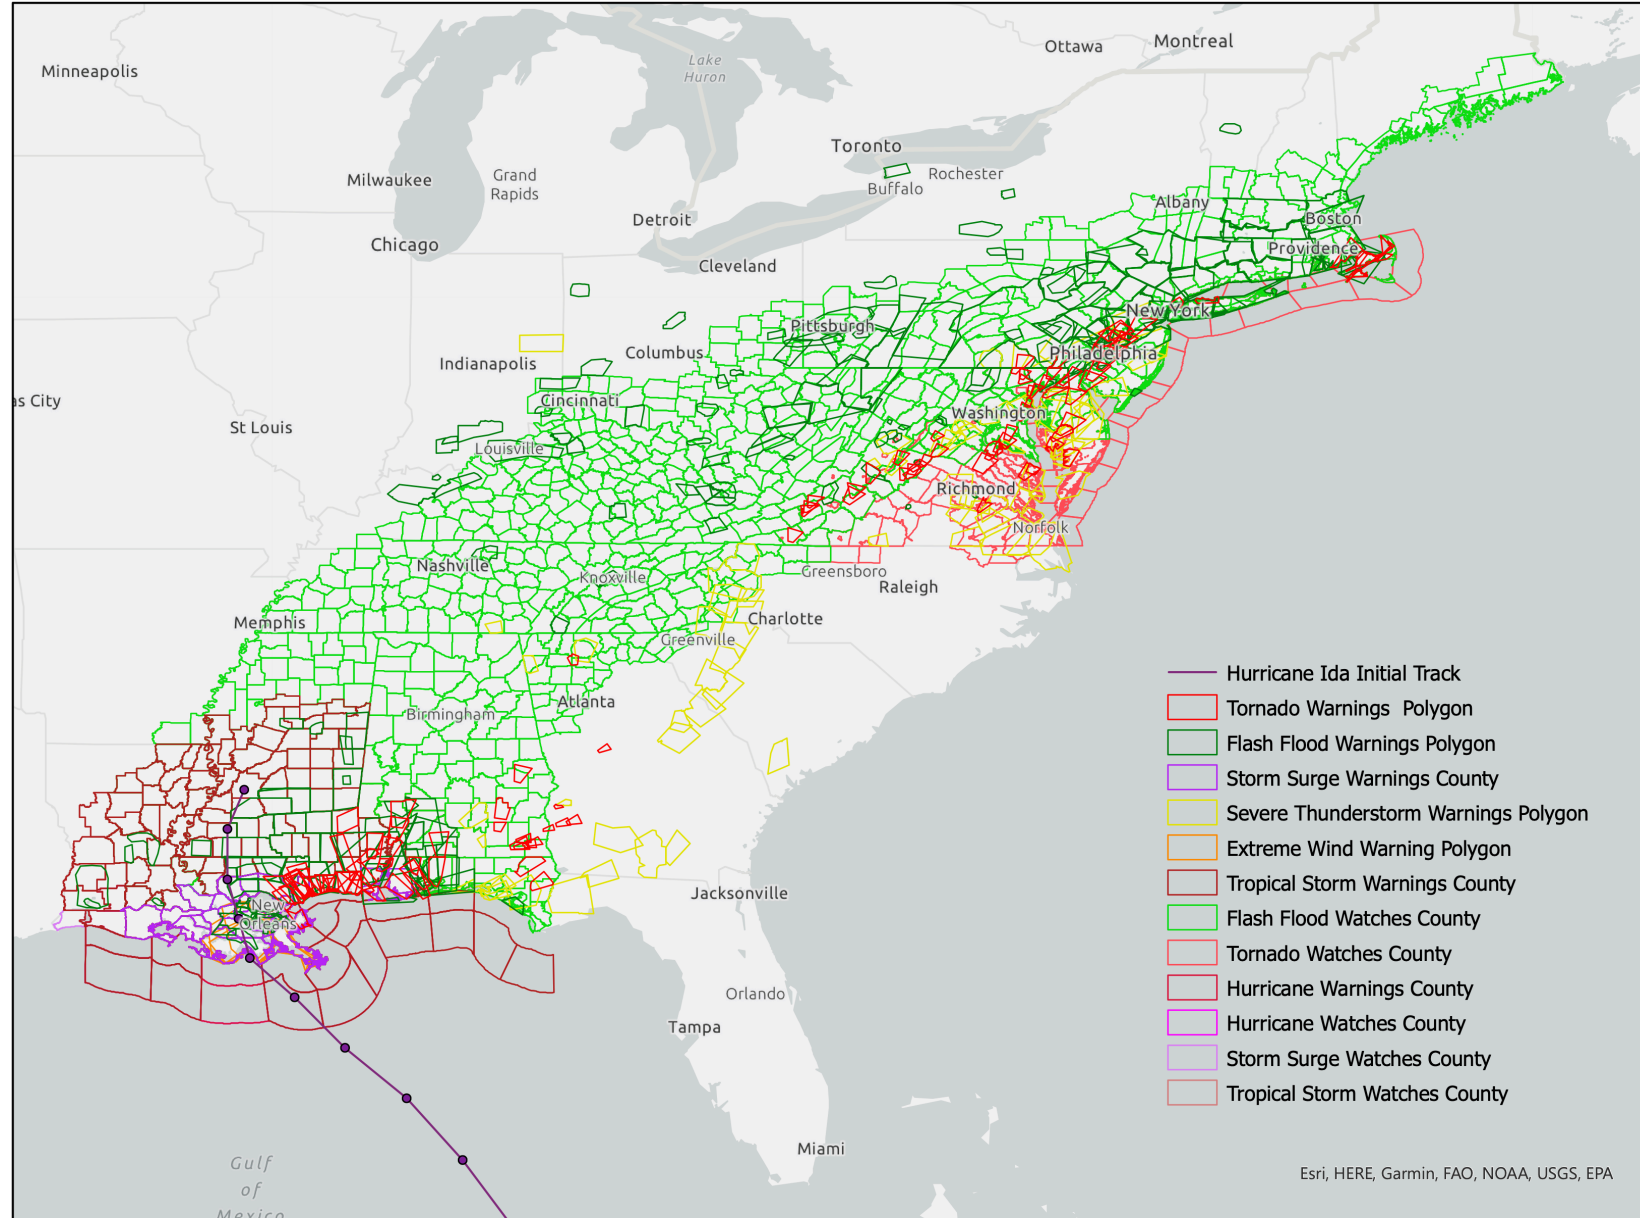 Ottawa
Montreal
Minneapolis
Lake
Huron
Toronto
Milwaukee
Grand
Rapids
Rochester
Buffalo
Albany
Detroit
Boston
Chicago
Providence
Cleveland
New York
Pittsburgh
Columbus
Philadelphia
Indianapolis
as City
Cincinnati
Washington
St Louis
Louisville
Richmond
Norfolk
Nashville
Knoxville
Greensboro
Raleigh
Memphis
Charlotte
Greenville
Atlanta
Birmingham
Jacksonville
New
Orleans
Orlando
Tampa
Miami
Gulf
of
Mexico
Hurricane Ida Initial Track
Tornado Warnings  Polygon
Flash Flood Warnings Polygon
Storm Surge Warnings County
Severe Thunderstorm Warnings Polygon
Extreme Wind Warning Polygon
Tropical Storm Warnings County
Flash Flood Watches County
Tornado Watches County
Hurricane Warnings County
Hurricane Watches County
Storm Surge Watches County
Tropical Storm Watches County
Esri, HERE, Garmin, FAO, NOAA, USGS, EPA